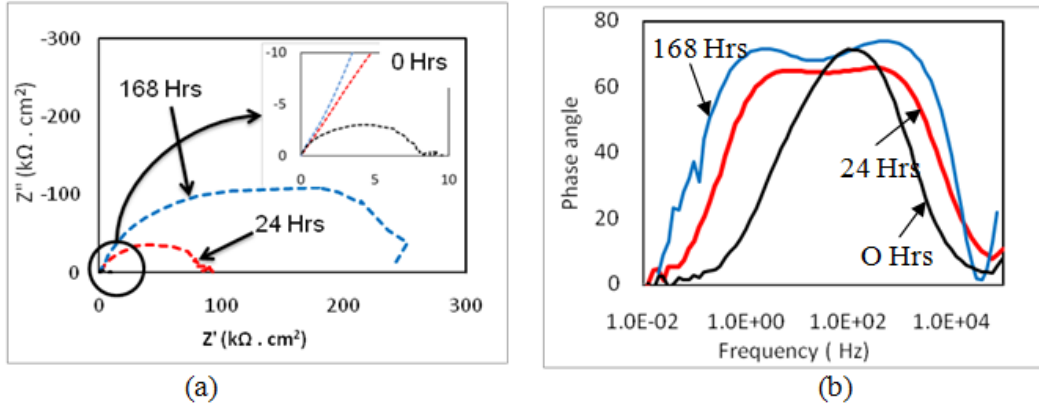 (a)
-300
-200
-100
0
Z" (kΩ . cm²)
0
100
200
300
Z' (kΩ . cm²)
168 Hrs
24 Hrs
-10
-5
0
0
5
10
0 Hrs
(a)
(b)
80
60
40
20
0
Phase angle
1.0E-02
1.0E+00
1.0E+02
1.0E+04
Frequency ( Hz)
168 Hrs
24 Hrs
O Hrs
(b)